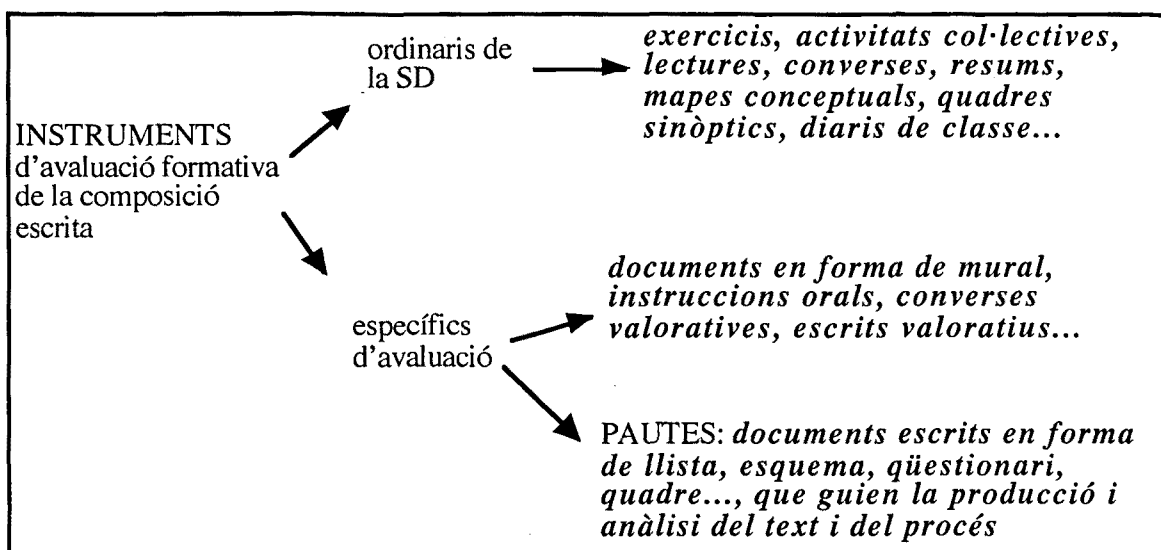 INSTRUMENTS
d'avaluació formativa
de la composició
escrita
ordinaris de
la SD
exercicis, activitats col·lectives,
lectures, converses, resums,
mapes conceptuals, quadres
sinòptics, diaris de classe...
específics
d'avaluació
documents en forma de mural,
instruccions orals, converses
valoratives, escrits valoratius...
PAUTES: documents escrits en forma
de llista, esquema, qüestionari,
quadre..., que guien la producció i
anàlisi del text i del procés